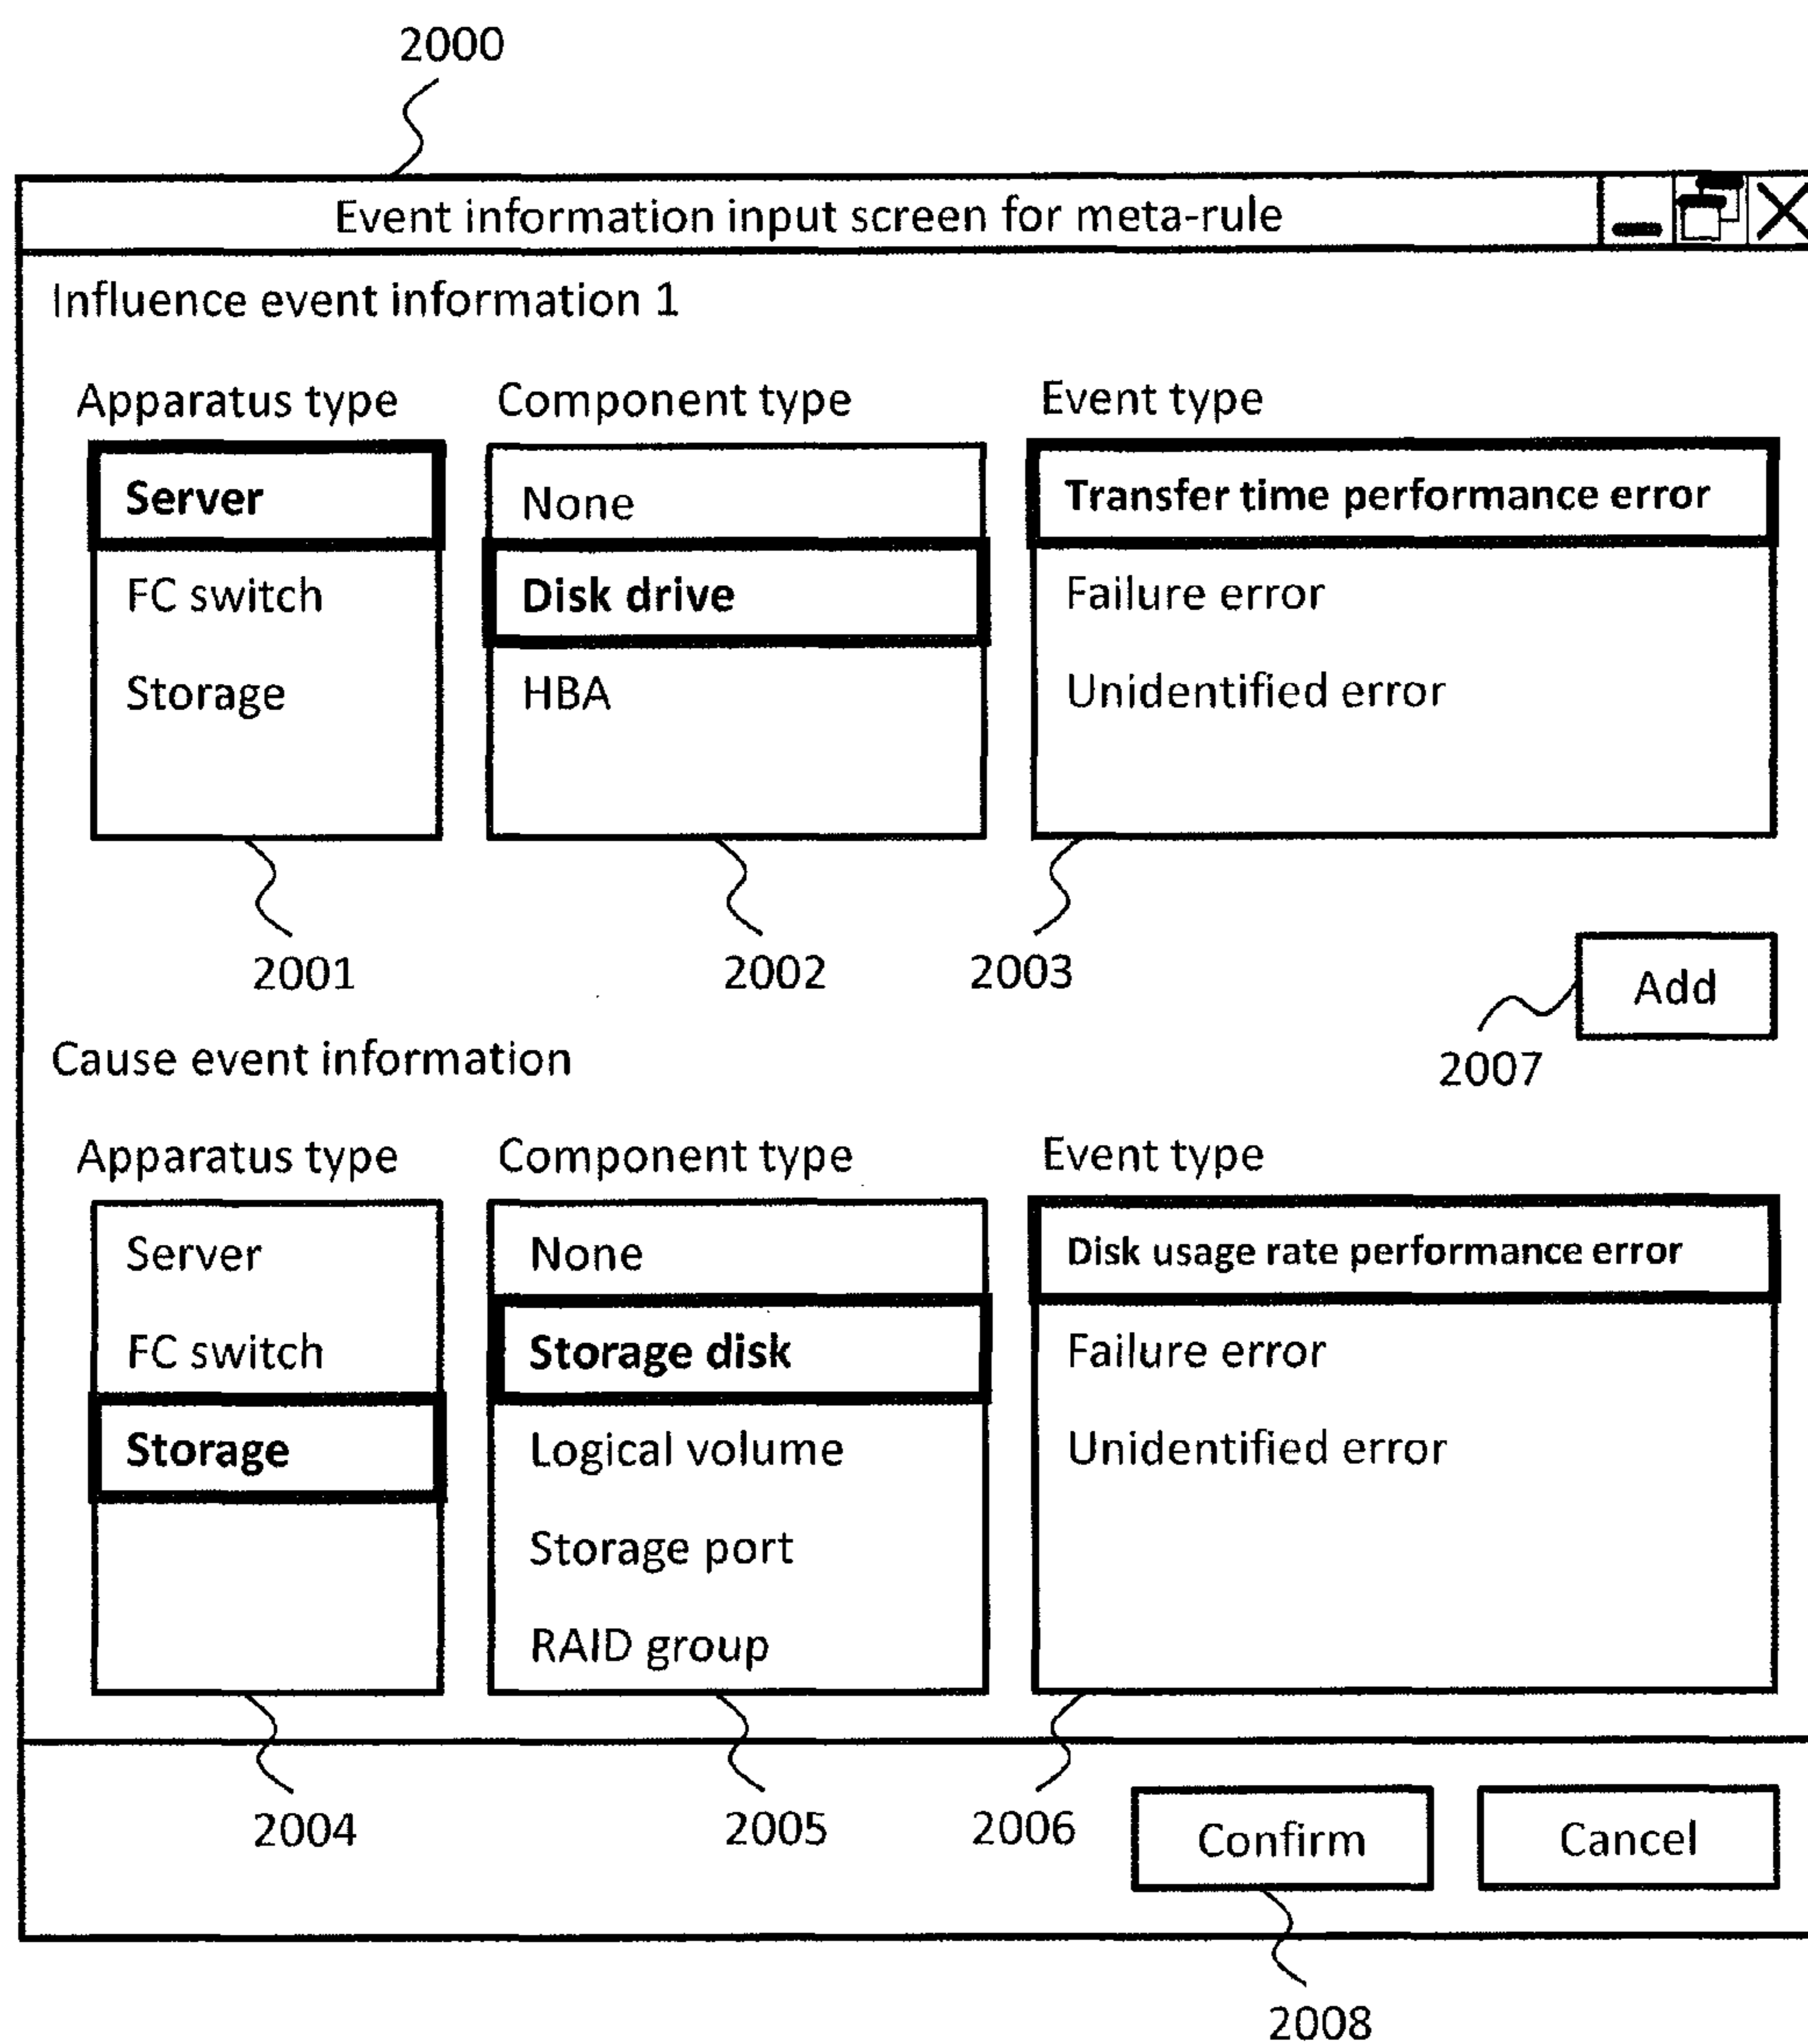 2000
Event information input screen for meta-rule
Influence event information 1
Apparatus type Component type Event type
Server None Transfer time performance error
FC switch Disk drive Failure error
Storage HBA Unidentified error
2001 2002 2003 Add
2007
Cause event information
Apparatus type Component type Event type
Server None Disk usage rate performance error
FC switch Storage disk Failure error
Storage Logical volume Unidentified error
Storage port
RAID group
2004 2005 2006 Confirm Cancel
2008